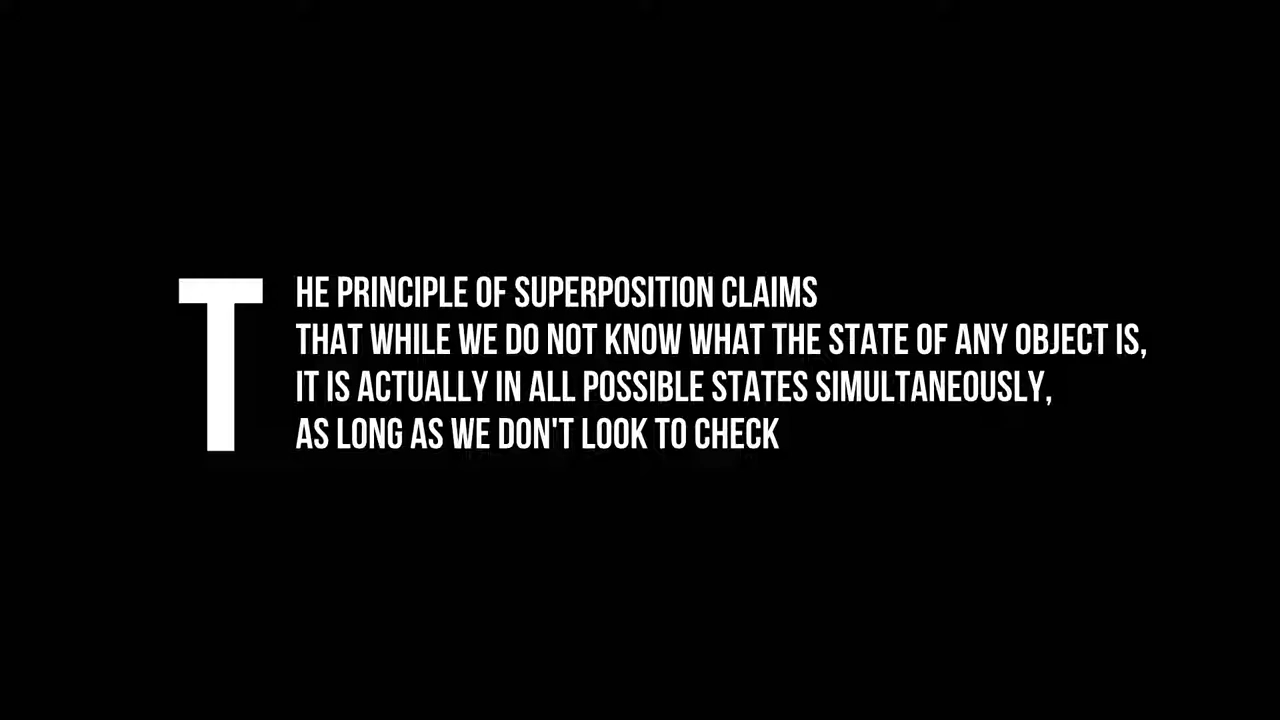 THE PRINCIPLE OF SUPERPOSITION CLAIMS
THAT WHILE WE DO NOT KNOW WHAT THE STATE OF ANY OBJECT IS,
IT IS ACTUALLY IN ALL POSSIBLE STATES SIMULTANEOUSLY,
AS LONG AS WE DON'T LOOK TO CHECK